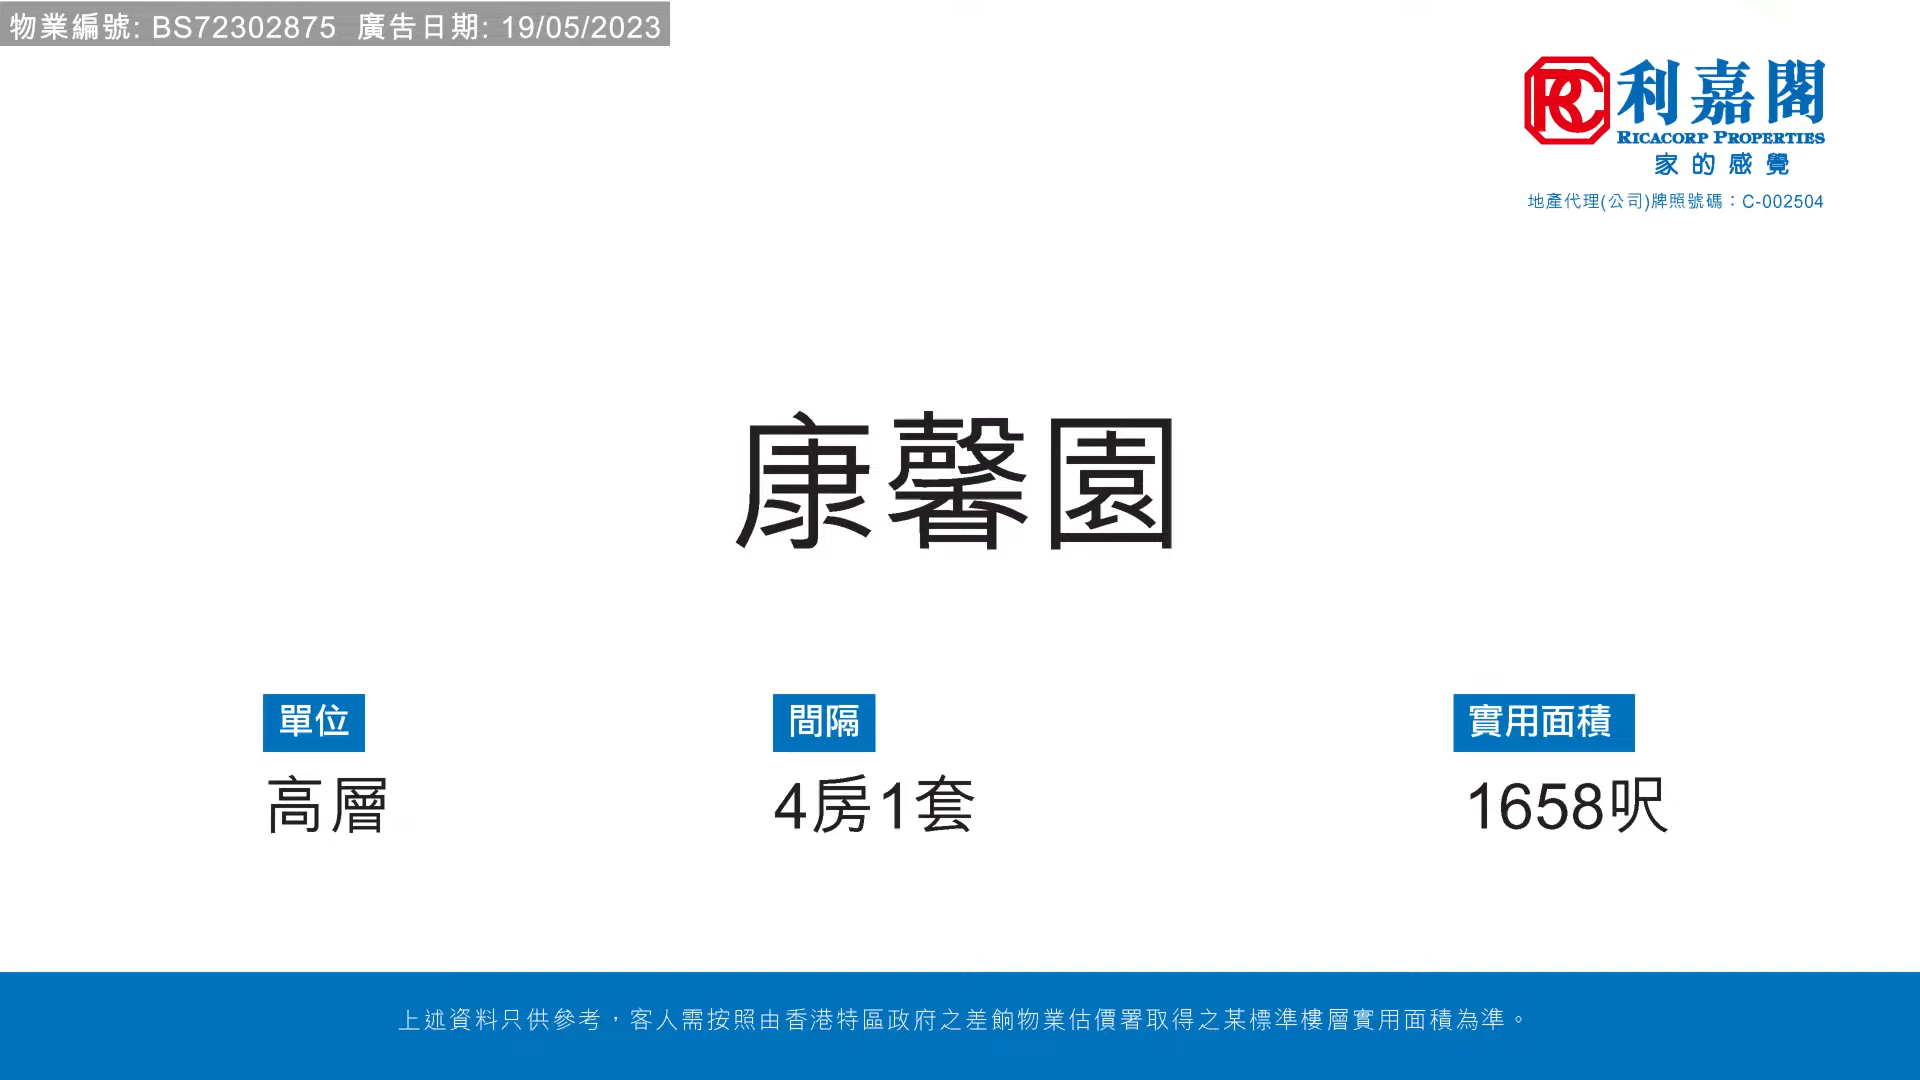 物業編號: BS72302875 廣告日期: 19/05/2023
RC 利嘉閣
RICACORP PROPERTIES
家的感覺
地產代理(公司)牌照號碼：C-002504
康馨園
單位
高層
間隔
4房1套
實用面積
1658呎
上述資料只供參考，客人需按照由香港特區政府之差餉物業估價署取得之某標準樓層實用面積為準。